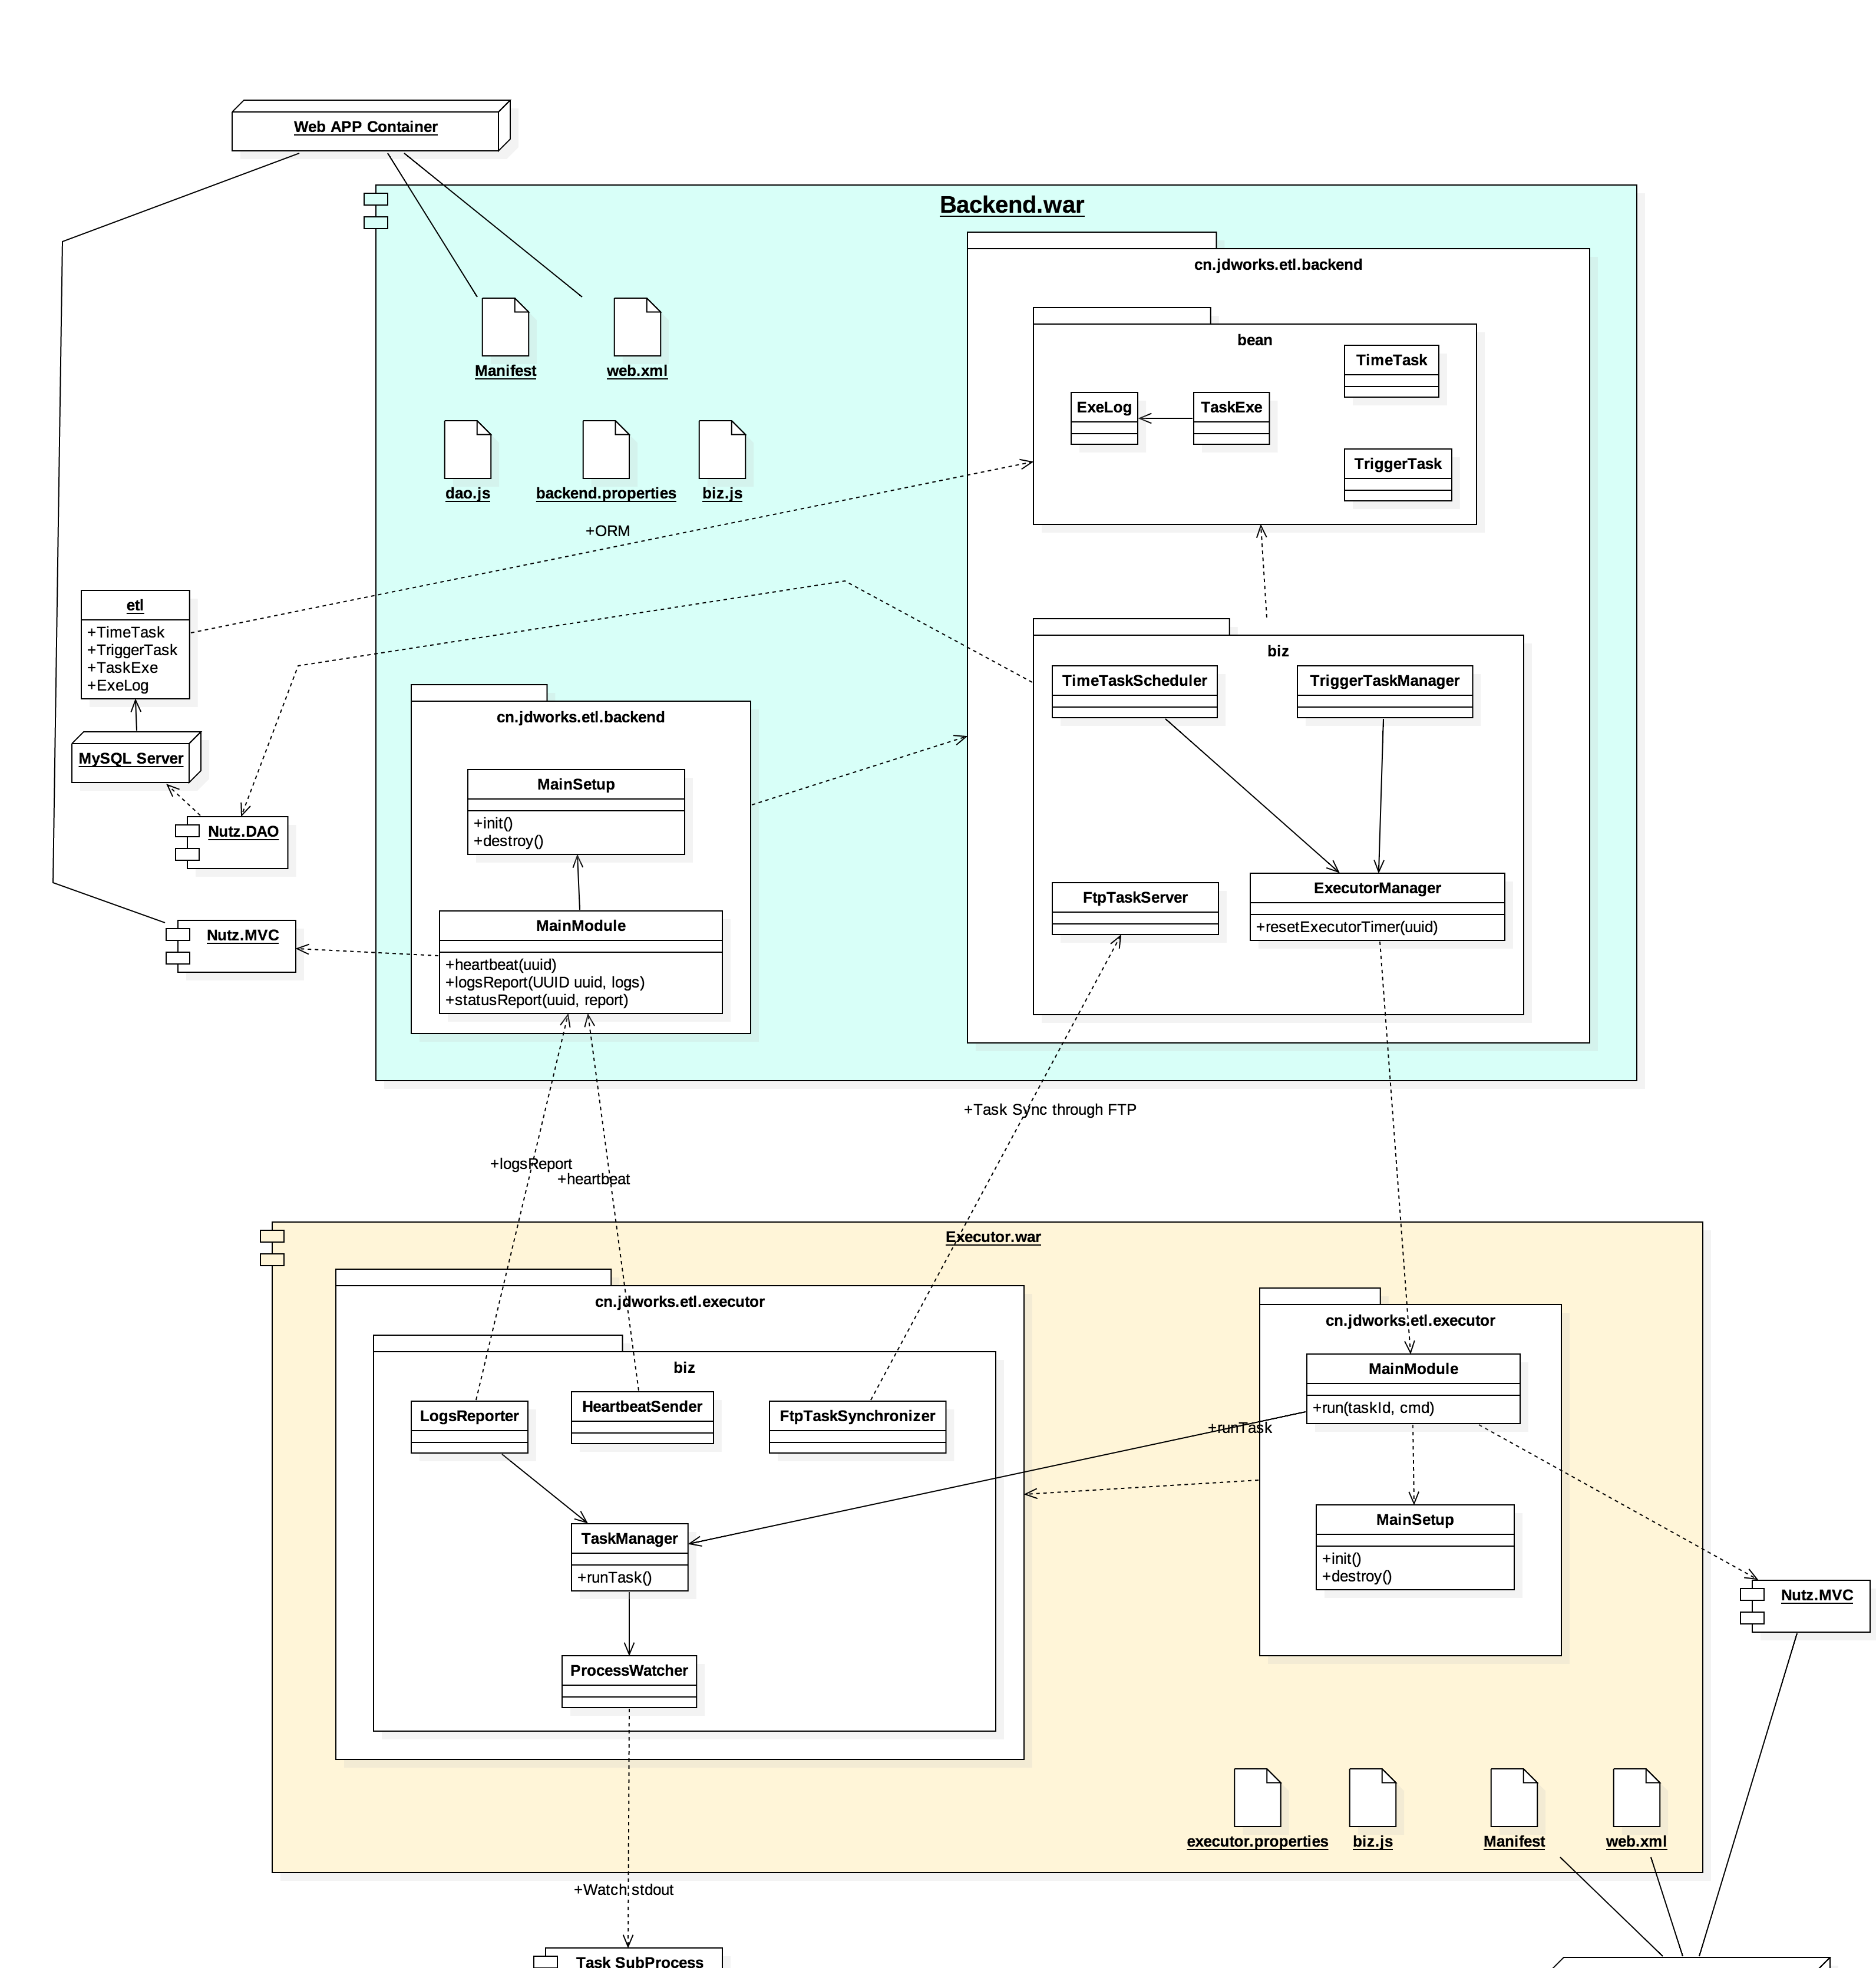 Web APP Container
Backend.war
cn.jdworks.etl.backend
bean
TimeTask
ExeLog
TaskExe
TriggerTask
Manifest
web.xml
dao.js
backend.properties
biz.js
+ORM
etl
+TimeTask
+TriggerTask
+TaskExe
+ExeLog
MySQL Server
Nutz.DAO
Nutz.MVC
cn.jdworks.etl.backend
MainSetup
+init()
+destroy()
MainModule
+heartbeat(uuid)
+logsReport(UUID uuid, logs)
+statusReport(uuid, report)
biz
TimeTaskScheduler
TriggerTaskManager
FtpTaskServer
ExecutorManager
+resetExecutorTimer(uuid)
+Task Sync through FTP
+logsReport
+heartbeat
Executor.war
cn.jdworks.etl.executor
biz
LogsReporter
HeartbeatSender
FtpTaskSynchronizer
TaskManager
+runTask()
ProcessWatcher
cn.jdworks.etl.executor
MainModule
+run(taskId, cmd)
+runTask
MainSetup
+init()
+destroy()
Nutz.MVC
executor.properties
biz.js
Manifest
web.xml
+Watch stdout
Task SubProcess